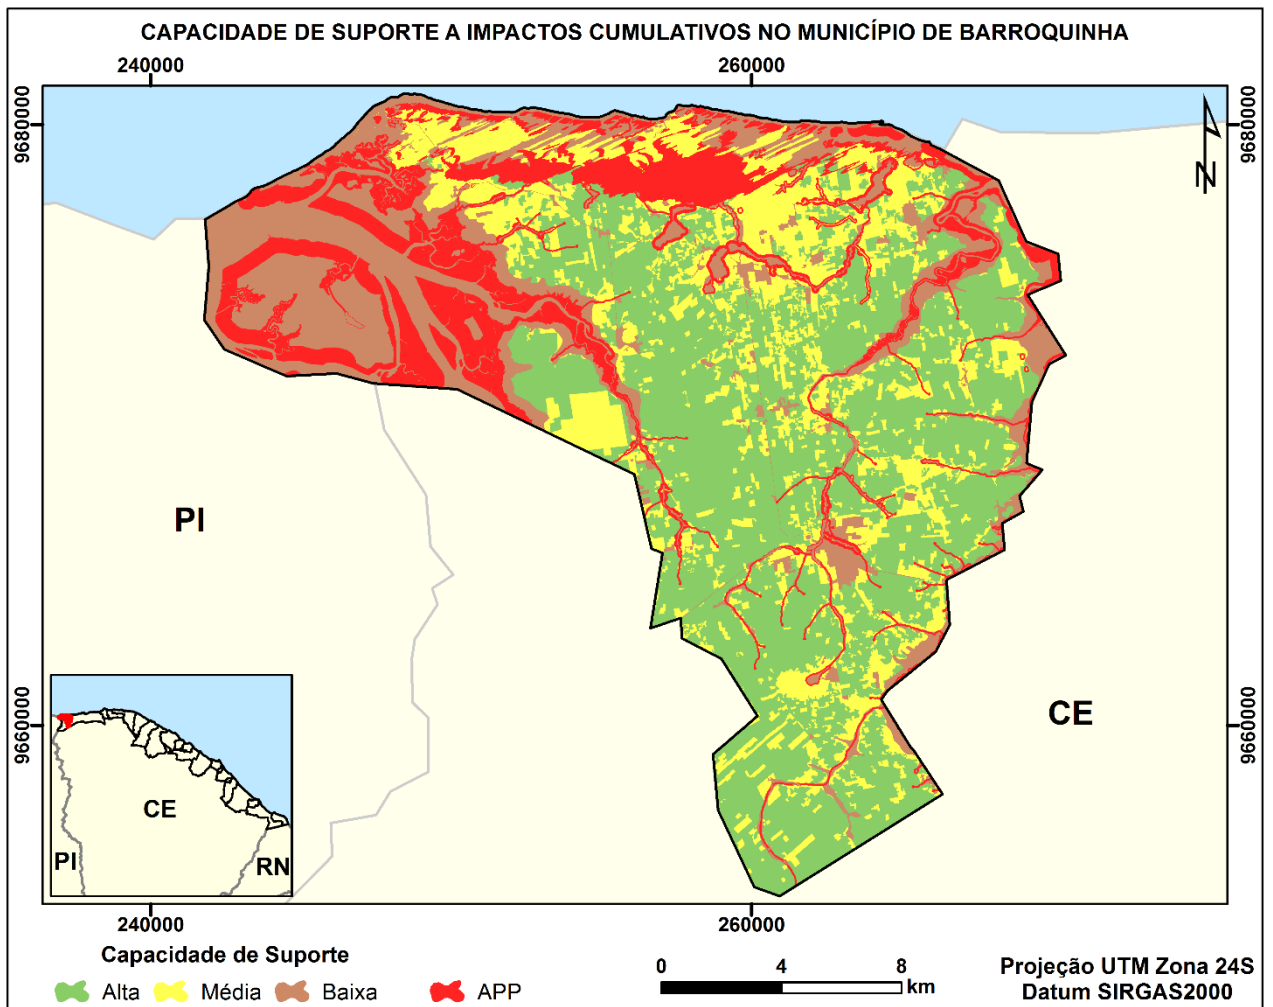 CAPACIDADE DE SUPORTE A IMPACTOS CUMULATIVOS NO MUNICÍPIO DE BARROQUINHA
240000 260000
9680000 9680000
N
PI
CE
9660000 9660000
CE
PI
RN
240000 260000
Capacidade de Suporte
Alta Média Baixa APP
0 4 8
km
Projeção UTM Zona 24S
Datum SIRGAS2000